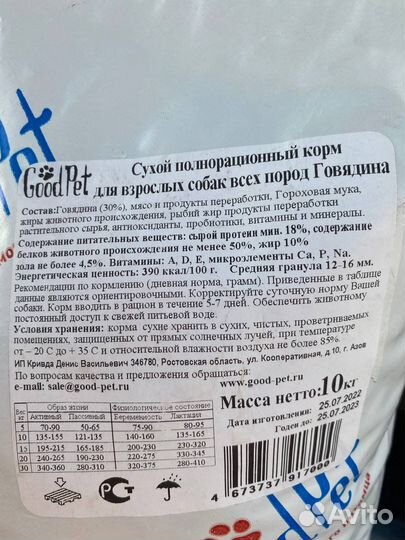 GoodPet
Сухой полнорационный корм
для взрослых собак всех пород Говядина
Состав:Говядина (30%), мясо и продукты переработки, Гороховая мука,
жиры животного происхождения, рыбий жир продукты переработки
растительного сырья, антиоксиданты, пробиотики, витамины и минералы.
Содержание питательных веществ: сырой протеин мин. 18%, содержание
белков животного происхождения не менее 50%, жир 10%
зола не более 4,5%. Витамины: A, D, E, микроэлементы Ca, P, Na.
Энергетическая ценность: 390 ккал/100 г. Средняя гранула 12-16 мм.
Рекомендации по кормлению (дневная норма, грамм). Приведенные в таблице
данные являются ориентировочными. Корректируйте суточную норму Вашей
собаки. Корм вводить в рацион в течение 5-7 дней. Обеспечить животному
постоянный доступ к свежей питьевой воде.
Условия хранения: корма сухие хранить в сухих, чистых, проветриваемых
помещениях, защищенных от прямых солнечных лучей, при температуре
от – 20 С до + 35 С и относительной влажности воздуха не более 85%.
ИП Кривда Денис Васильевич 346780, Ростовская область, ул. Кооперативная д.10, г. Азов
По вопросам качества и предложения обращаться:
e-mail: sale@good-pet.ru
www.good-pet.ru
Масса нетто:10кг
Дата изготовления: 25.07.2022
Годен до: 25.07.2023
Вес кг Образ жизни Физиологическое состояние
Активный Пассивный Беременность Лактация
5 70-90 50-65 75-90 80-95
10 135-155 121-135 140-160 135-165
15 195-215 165-185 200-230 230-320
20 240-265 190-230 220-275 335-345
30 340-360 280-310 320-375 280-410
4 673737 917000
Pet
Pet
Avito